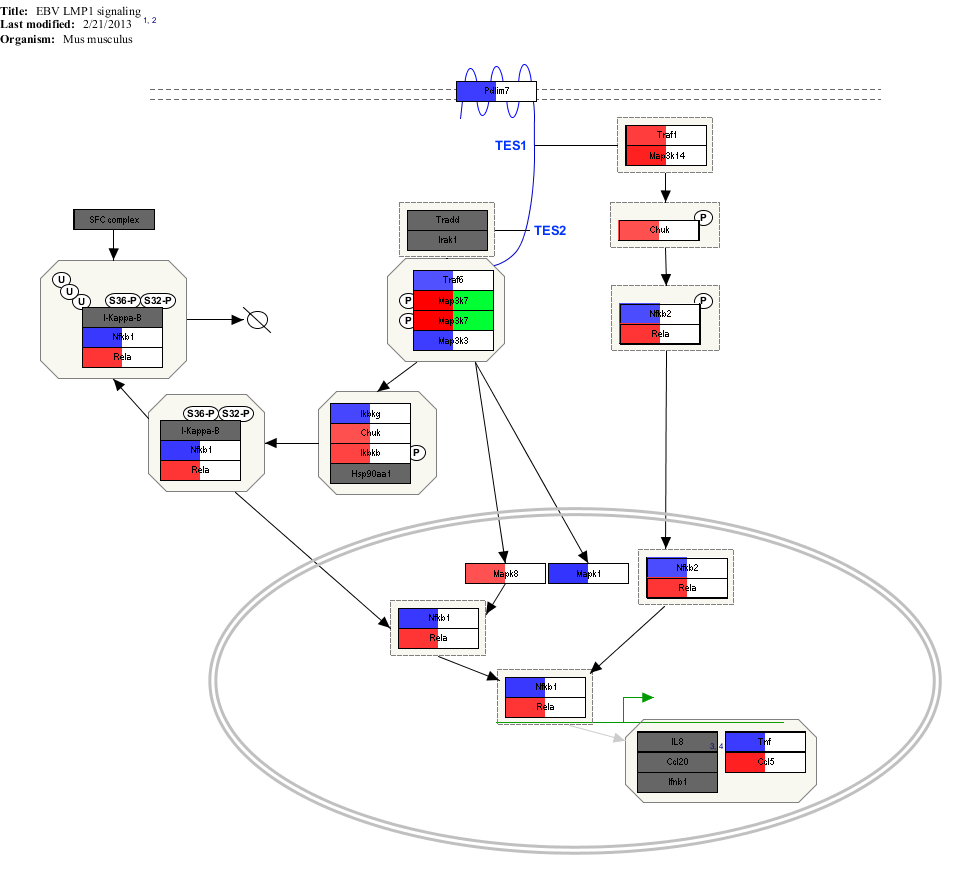 Title: EBV LMP1 signaling
Last modified: 2/21/2013 1, 2
Organism: Mus musculus
Pdlim7
TES1
Traf1
Map3k14
SFC complex
Tradd
Irak1
TES2
P
Chuk
U
U
U
S36-P S32-P
I-Kappa-B
Nfkb1
Rela
Traf6
P Map3k7
P Map3k7
Map3k3
P
Nfkb2
Rela
S36-P S32-P
I-Kappa-B
Nfkb1
Rela
Ikbkg
Chuk
Ikbkb P
Hsp90aa1
Mapk8
Mapk1
Nfkb2
Rela
Nfkb1
Rela
Nfkb1
Rela
IL8 3, 4 Tnf
Ccl20 Ccl5
Ifnb1